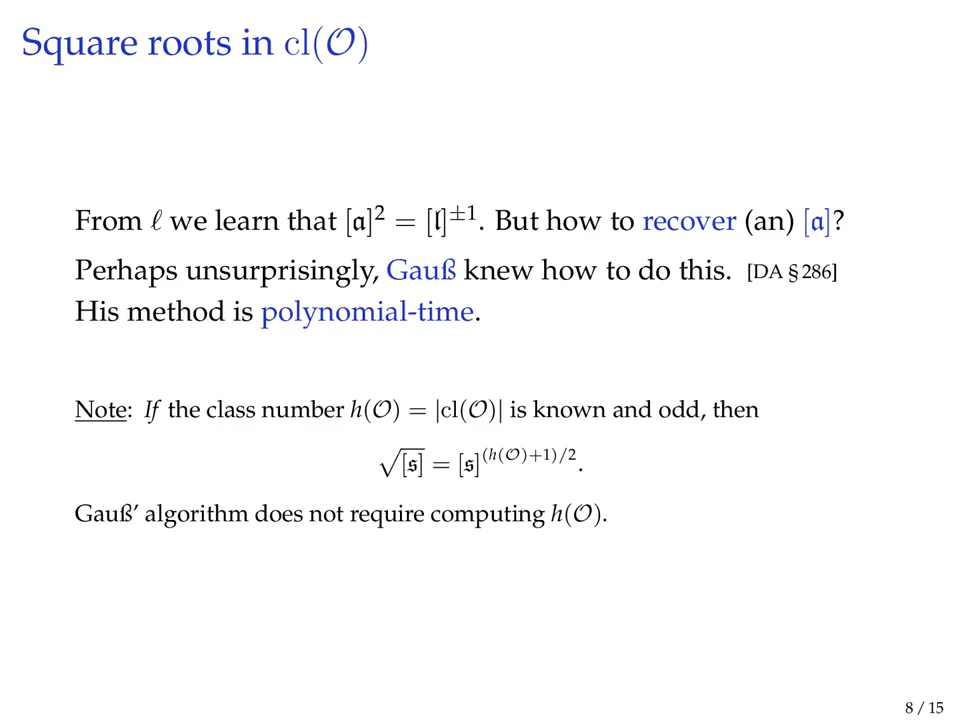 Square roots in cl(𝒪)
From ℓ we learn that [𝔞]² = [𝔩]^{±1}. But how to recover (an) [𝔞]?
Perhaps unsurprisingly, Gauß knew how to do this. [DA § 286]
His method is polynomial-time.
Note: If the class number h(𝒪) = |cl(𝒪)| is known and odd, then
√[𝔰] = [𝔰]^{(h(𝒪)+1)/2}.
Gauß’ algorithm does not require computing h(𝒪).
8 / 15